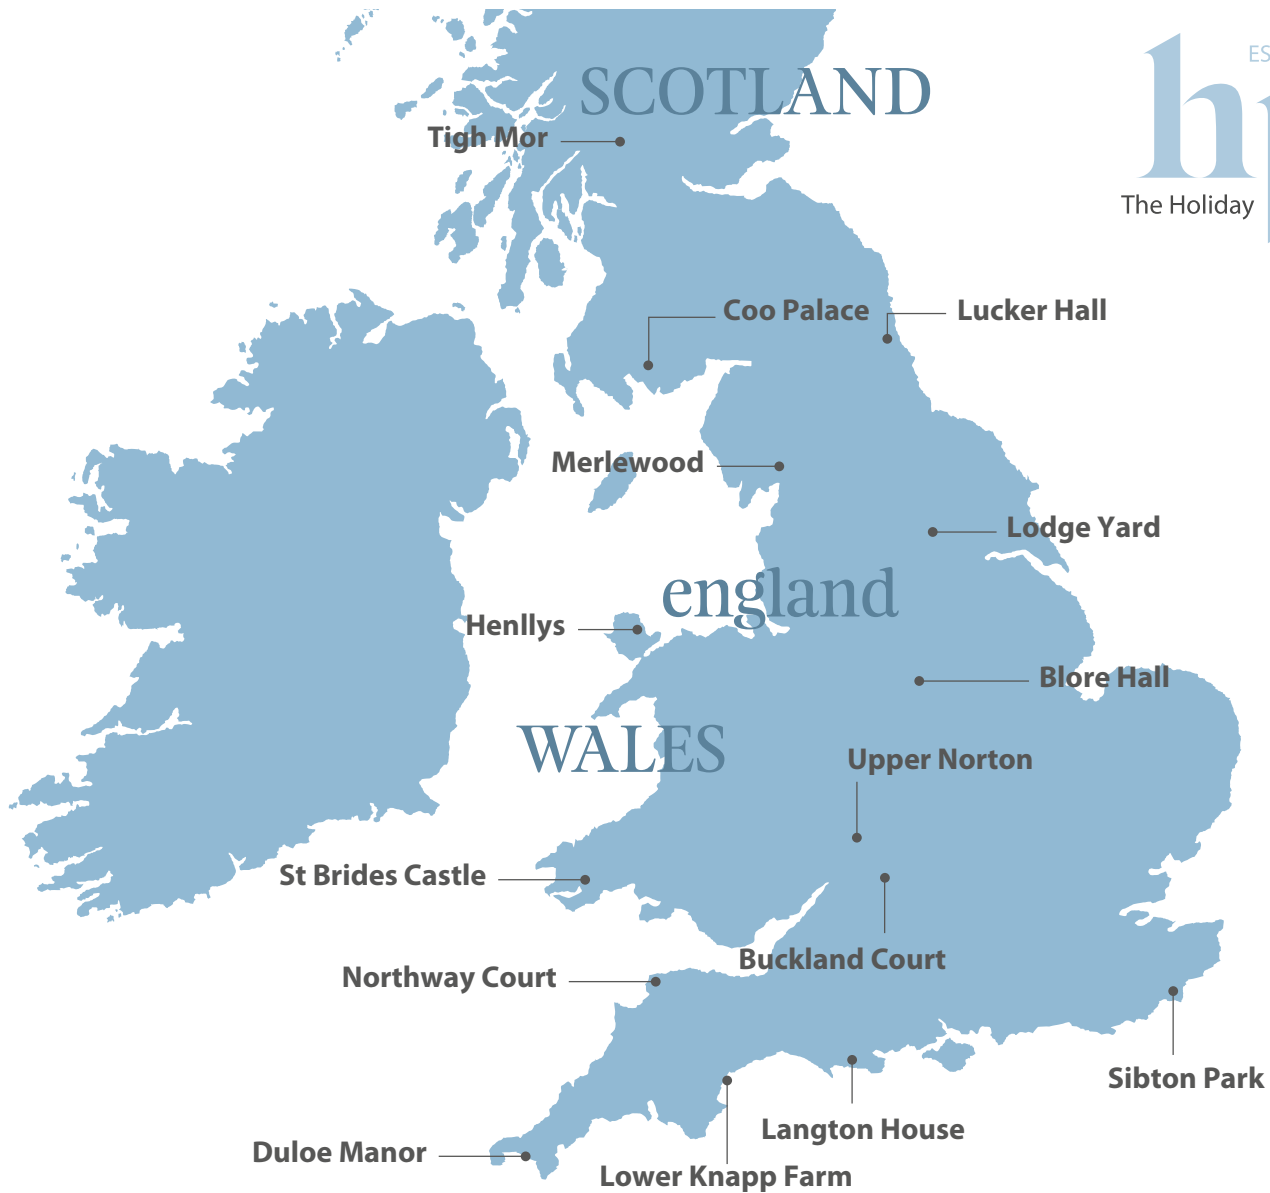 ES
SCOTLAND
h
The Holiday
Tigh Mor
Coo Palace
Lucker Hall
Merlewood
Lodge Yard
england
Henllys
Blore Hall
WALES
Upper Norton
St Brides Castle
Buckland Court
Northway Court
Sibton Park
Langton House
Duloe Manor
Lower Knapp Farm